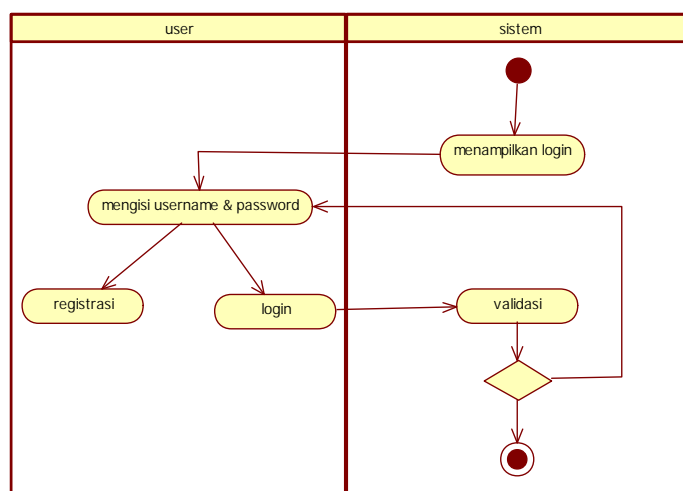 user
sistem
menampilkan login
mengisi username & password
registrasi
login
validasi